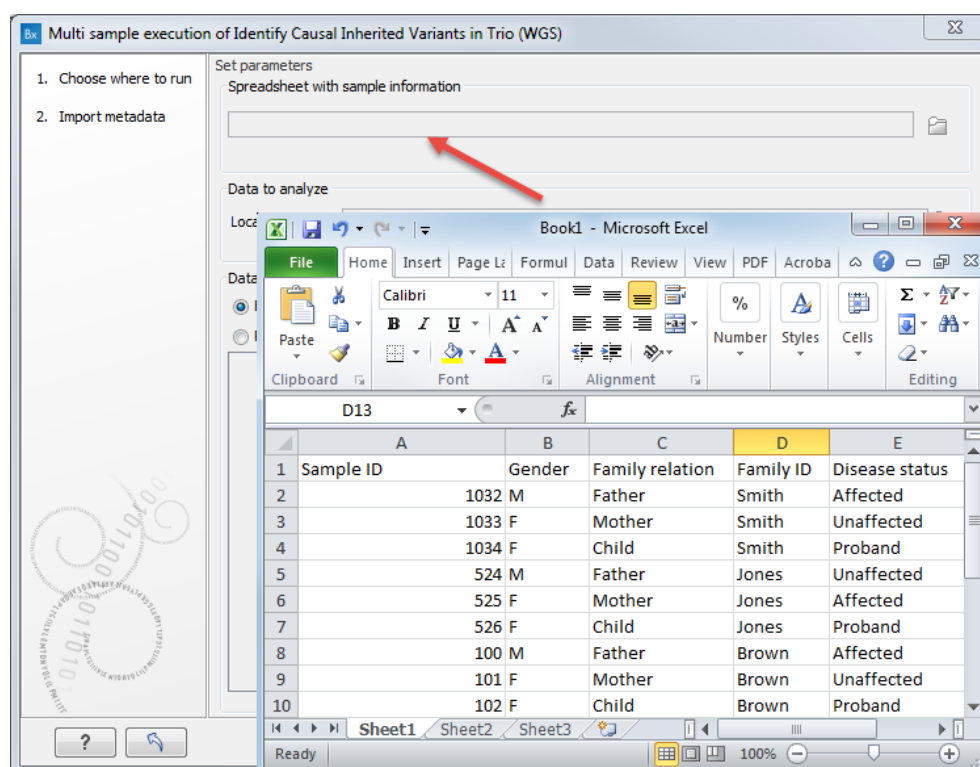 Bx Multi sample execution of Identify Causal Inherited Variants in Trio (WGS)
1. Choose where to run
2. Import metadata
Set parameters
Spreadsheet with sample information
Data to analyze
Loca
Data
Book1 - Microsoft Excel
File Home Insert Page La Formul Data Review View PDF Acroba
Calibri 11
Paste
B I U A A A
% Number Styles Cells
Clipboard Font Alignment Editing
D13 fx
A B C D E
1 Sample ID Gender Family relation Family ID Disease status
2 1032 M Father Smith Affected
3 1033 F Mother Smith Unaffected
4 1034 F Child Smith Proband
5 524 M Father Jones Unaffected
6 525 F Mother Jones Affected
7 526 F Child Jones Proband
8 100 M Father Brown Affected
9 101 F Mother Brown Unaffected
10 102 F Child Brown Proband
Sheet1 Sheet2 Sheet3
Ready 100%
?